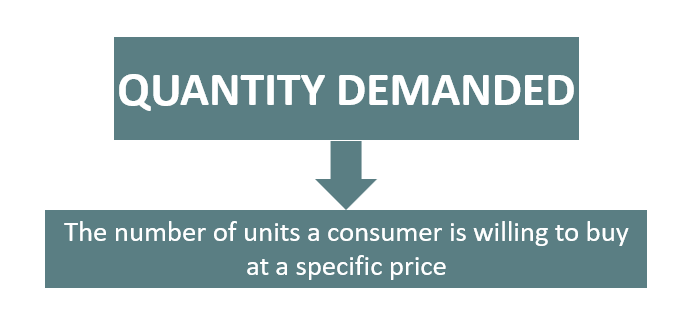 QUANTITY DEMANDED
The number of units a consumer is willing to buy
at a specific price